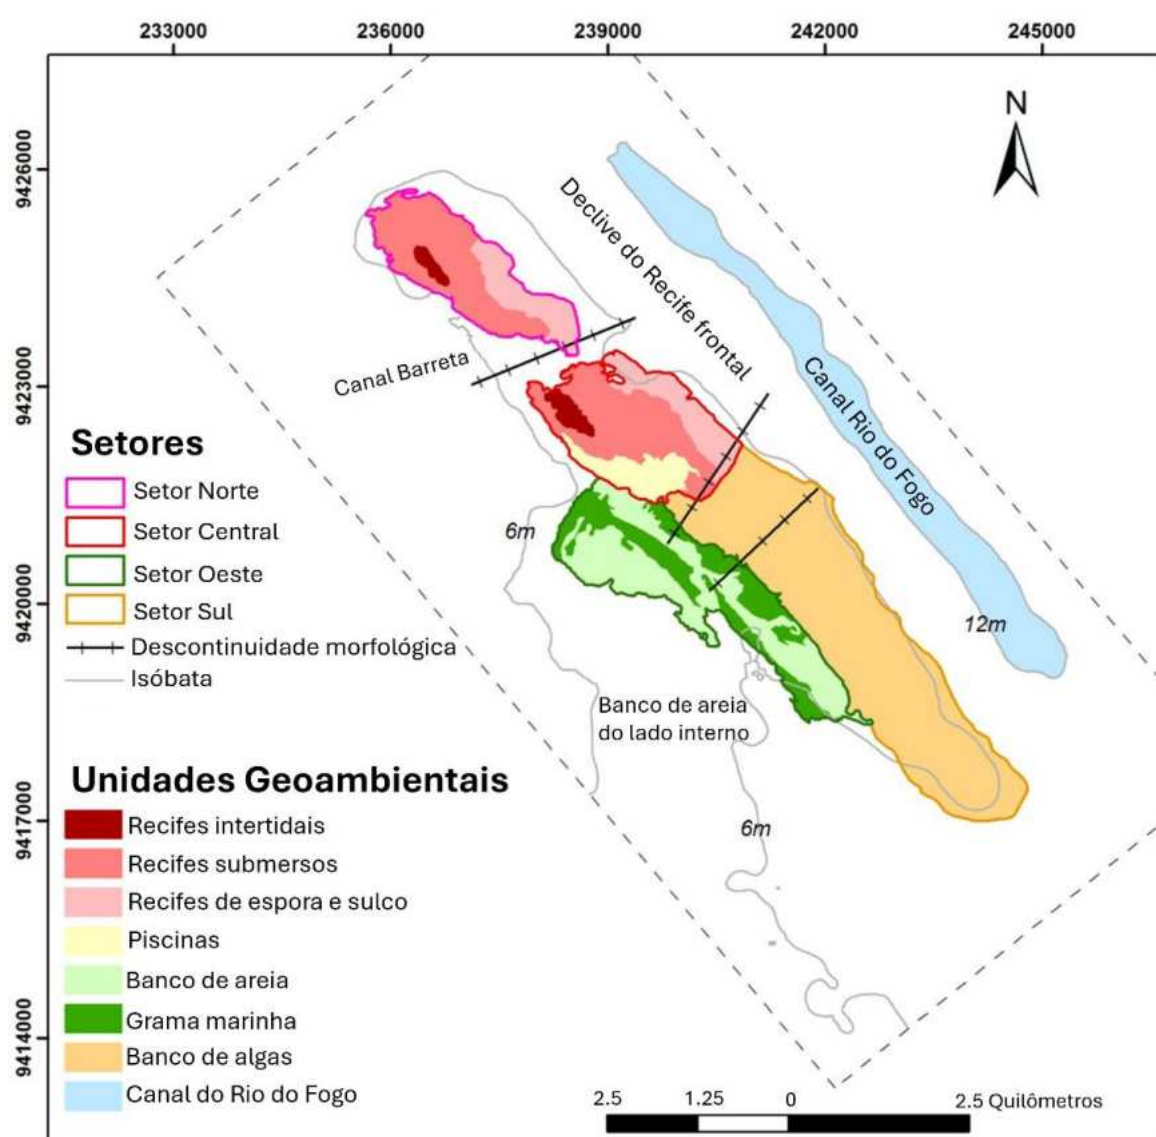 233000
236000
239000
242000
245000
9426000
9423000
9420000
9417000
9414000
N
Declive do Recife frontal
Canal Rio do Fogo
Canal Barreta
6m
12m
Banco de areia
do lado interno
6m
Setores
Setor Norte
Setor Central
Setor Oeste
Setor Sul
Descontinuidade morfológica
Isóbata
Unidades Geoambientais
Recifes intertidais
Recifes submersos
Recifes de espora e sulco
Piscinas
Banco de areia
Grama marinha
Banco de algas
Canal do Rio do Fogo
2.5 1.25 0 2.5 Quilômetros